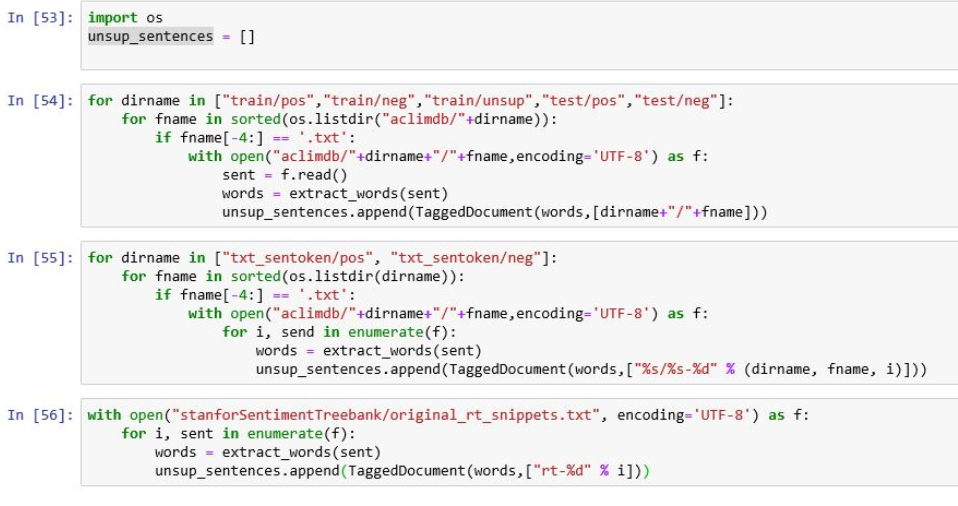 In [53]: import os
unsup_sentences = []
In [54]: for dirname in ["train/pos","train/neg","train/unsup","test/pos","test/neg"]:
    for fname in sorted(os.listdir("aclimdb/"+dirname)):
        if fname[-4:] == '.txt':
            with open("aclimdb/"+dirname+"/"+fname,encoding='UTF-8') as f:
                sent = f.read()
                words = extract_words(sent)
                unsup_sentences.append(TaggedDocument(words,[dirname+"/"+fname]))
In [55]: for dirname in ["txt_sentoken/pos", "txt_sentoken/neg"]:
    for fname in sorted(os.listdir(dirname)):
        if fname[-4:] == '.txt':
            with open("aclimdb/"+dirname+"/"+fname,encoding='UTF-8') as f:
                for i, send in enumerate(f):
                    words = extract_words(sent)
                    unsup_sentences.append(TaggedDocument(words,["%s/%s-%d" % (dirname, fname, i)]))
In [56]: with open("stanforSentimentTreebank/original_rt_snippets.txt", encoding='UTF-8') as f:
    for i, sent in enumerate(f):
        words = extract_words(sent)
        unsup_sentences.append(TaggedDocument(words,["rt-%d" % i]))